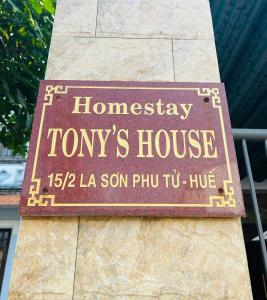 Homestay
TONY'S HOUSE
15/2 LA SƠN PHU TỬ - HUẾ